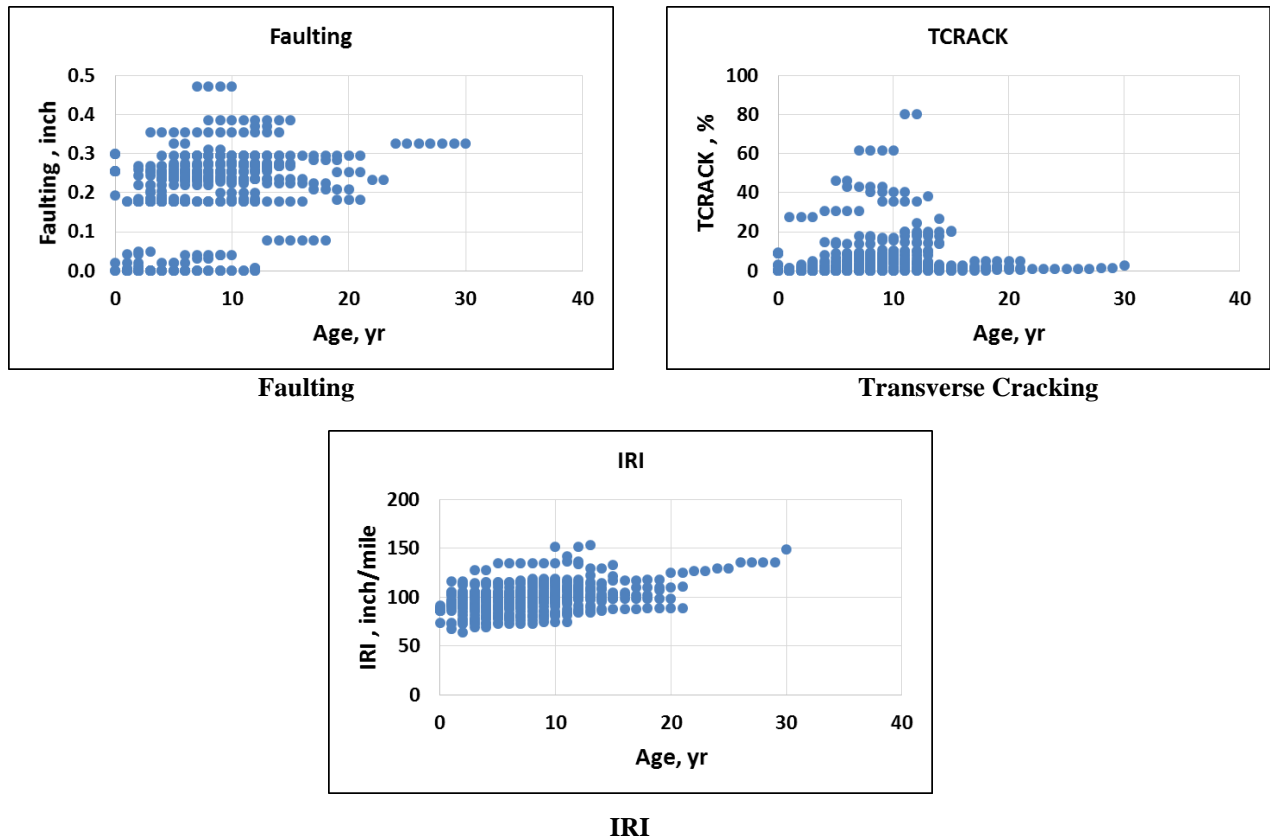 Faulting
0.5
0.4
0.3
0.2
0.1
0.0
Faulting , inch
0 10 20 30 40
Age, yr
Faulting
TCRACK
100
80
60
40
20
0
TCRACK , %
0 10 20 30 40
Age, yr
Transverse Cracking
IRI
200
150
100
50
0
IRI , inch/mile
0 10 20 30 40
Age, yr
IRI